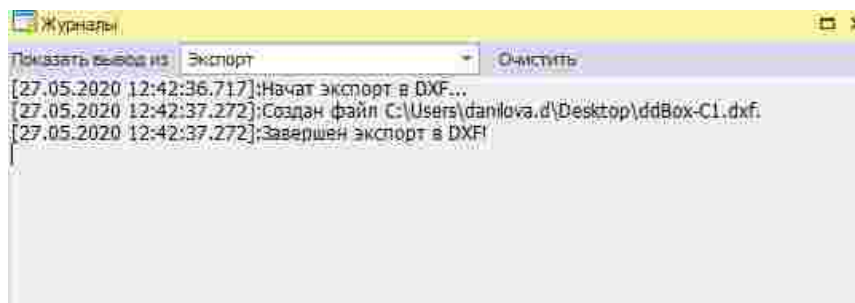 Журналы
Показать вывод из Экспорт Очистить
[27.05.2020 12:42:36.717]:Начат экспорт в DXF...
[27.05.2020 12:42:37.272]:Создан файл C:\Users\danilova.d\Desktop\ddBox-C1.dxf.
[27.05.2020 12:42:37.272]:Завершен экспорт в DXF!